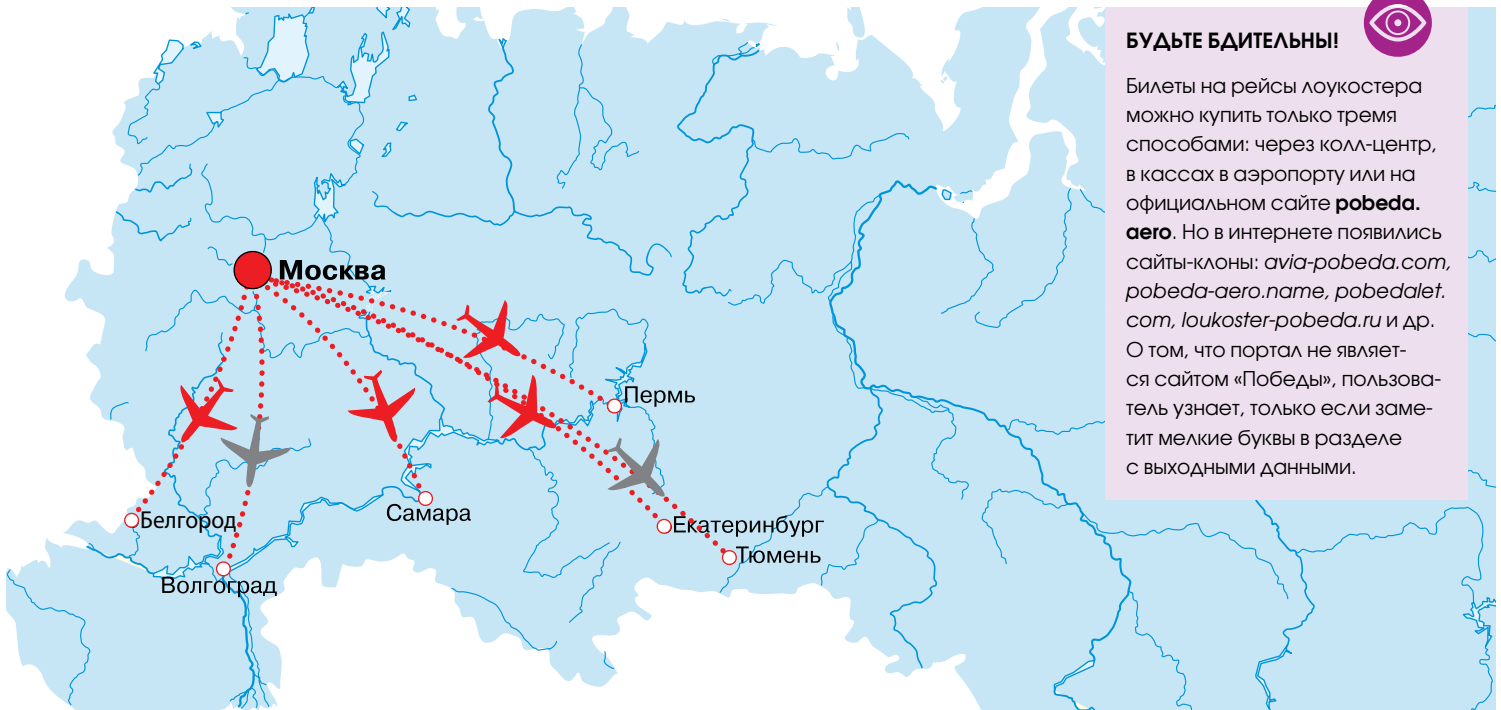 БУДЬТЕ БДИТЕЛЬНЫ!
Билеты на рейсы лоукостера
можно купить только тремя
способами: через колл-центр,
в кассах в аэропорту или на
официальном сайте pobeda.
aero. Но в интернете появились
сайты-клоны: avia-pobeda.com,
pobeda-aero.name, pobedalet.
com, loukoster-pobeda.ru и др.
О том, что портал не являет-
ся сайтом «Победы», пользова-
тель узнает, только если заме-
тит мелкие буквы в разделе
с выходными данными.
Москва
Пермь
Самара
Белгород
Екатеринбург
Тюмень
Волгоград